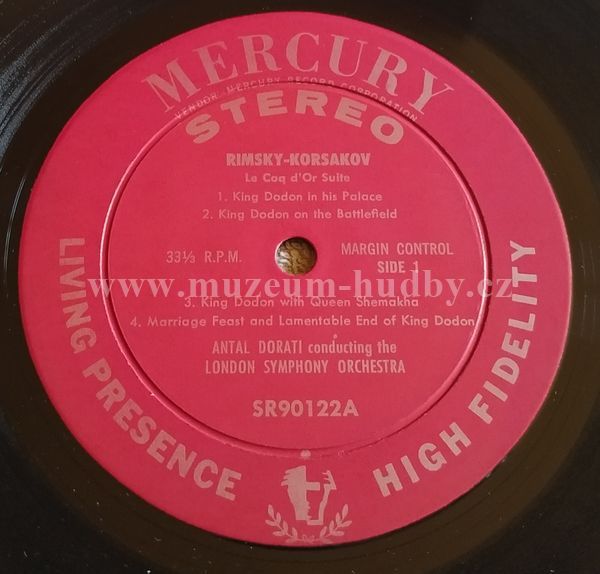 MERCURY
VENDOR: MERCURY RECORD CORPORATION
STEREO
RIMSKY-KORSAKOV
Le Coq d'Or Suite
1. King Dodon in his Palace
2. King Dodon on the Battlefield
33⅓ R.P.M.
MARGIN CONTROL
SIDE 1
www.muzeum-hudby.cz
3. King Dodon with Queen Shemakha
4. Marriage Feast and Lamentable End of King Dodon
ANTAL DORATI conducting the
LONDON SYMPHONY ORCHESTRA
SR90122A
LIVING PRESENCE
HIGH FIDELITY